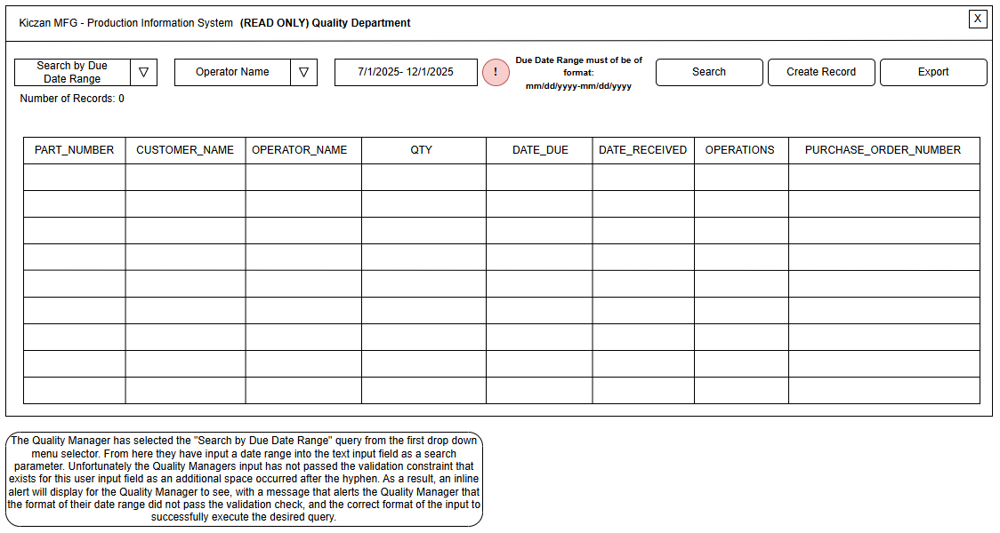 Kiczan MFG - Production Information System (READ ONLY) Quality Department
X
Search by Due
Date Range
▽
Operator Name
▽
7/1/2025- 12/1/2025
!
Due Date Range must of be of
format:
mm/dd/yyyy-mm/dd/yyyy
Search
Create Record
Export
Number of Records: 0
PART_NUMBER CUSTOMER_NAME OPERATOR_NAME QTY DATE_DUE DATE_RECEIVED OPERATIONS PURCHASE_ORDER_NUMBER
The Quality Manager has selected the "Search by Due Date Range" query from the first drop down
menu selector. From here they have input a date range into the text input field as a search
parameter. Unfortunately the Quality Managers input has not passed the validation constraint that
exists for this user input field as an additional space occurred after the hyphen. As a result, an inline
alert will display for the Quality Manager to see, with a message that alerts the Quality Manager that
the format of their date range did not pass the validation check, and the correct format of the input to
successfully execute the desired query.